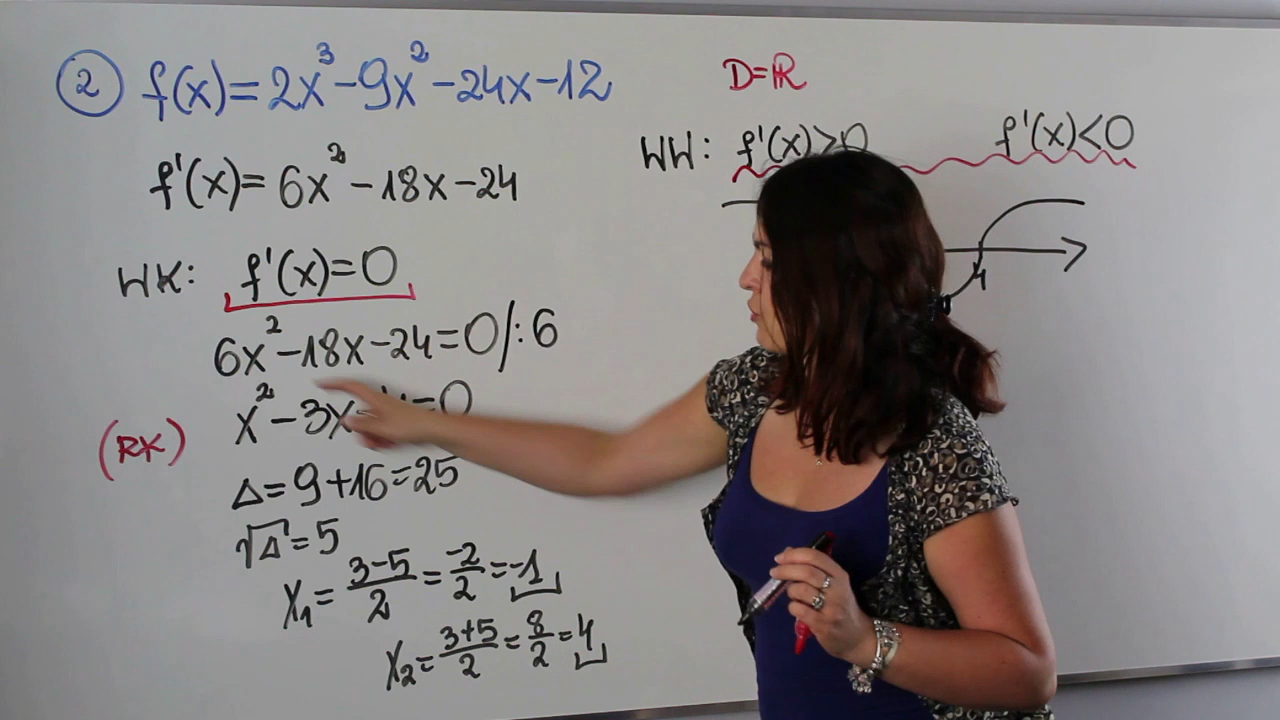 ② f(x)=2x³-9x²-24x-12
f'(x)=6x²-18x-24
WK: f'(x)=0
6x²-18x-24=0/:6
x²-3x- =0
(RK)
Δ=9+16=25
√Δ=5
x₁=(3-5)/2=-2/2=-1
x₂=(3+5)/2=8/2=4
D=ℝ
WW: f'(x)>0 f'(x)<0
4